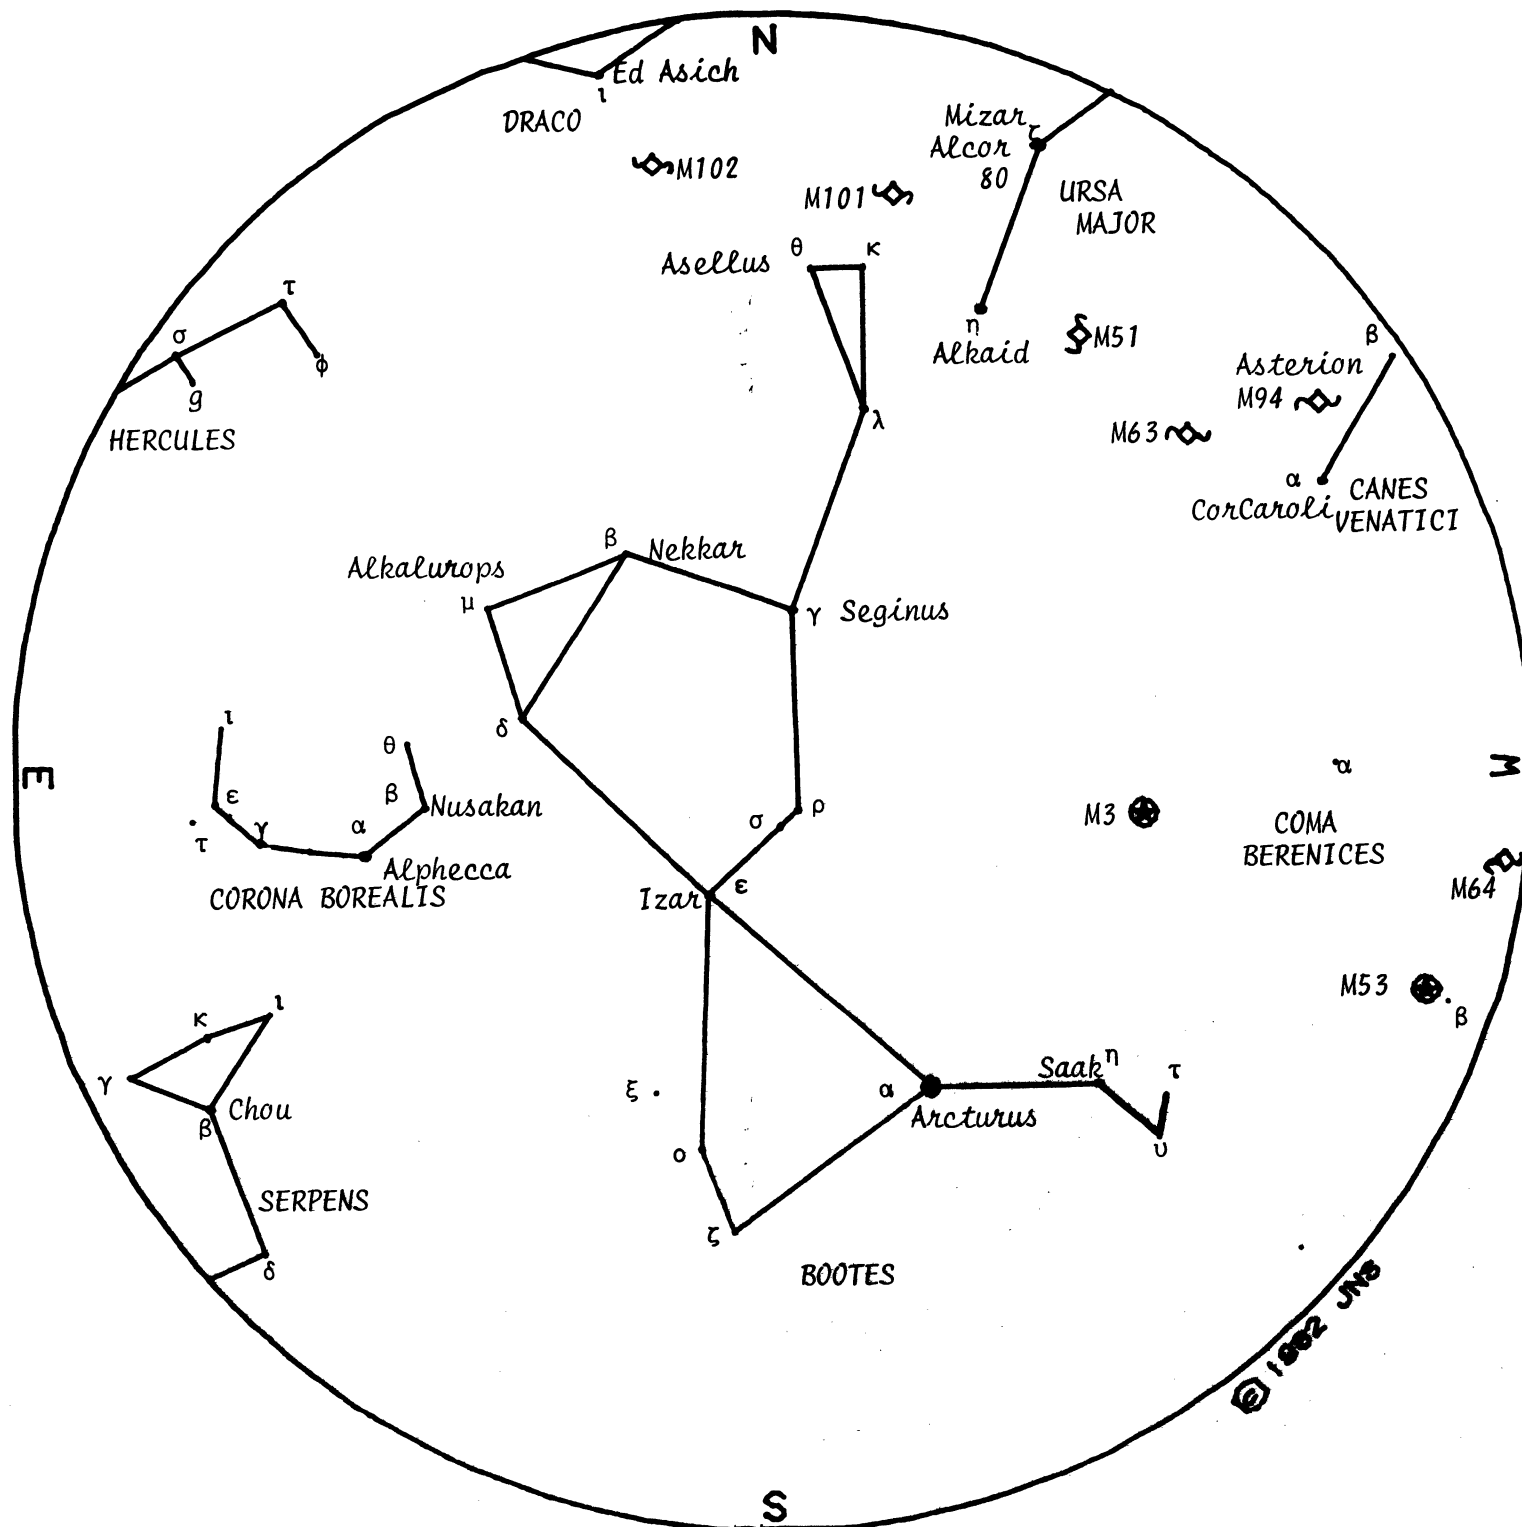 N
Ed Asich
ι
DRACO
Mizar ζ
Alcor
80
M102
M101
URSA
MAJOR
θ
κ
Asellus
τ
η
Alkaid
M51
β
σ
φ
g
Asterion
M94
HERCULES
λ
M63
α
CorCaroli
CANES
VENATICI
β
Nekkar
Alkalurops
μ
γ Seginus
δ
ι
θ
E
W
α
ε
β
Nusakan
τ
γ
α
σ
ρ
M3
COMA
BERENICES
Alphecca
CORONA BOREALIS
Izar
ε
M64
M53
β
κ
ι
γ
Chou
β
ξ
α
Arcturus
Saak η
τ
υ
ο
SERPENS
ζ
δ
BOOTES
© 1982 JNS
S